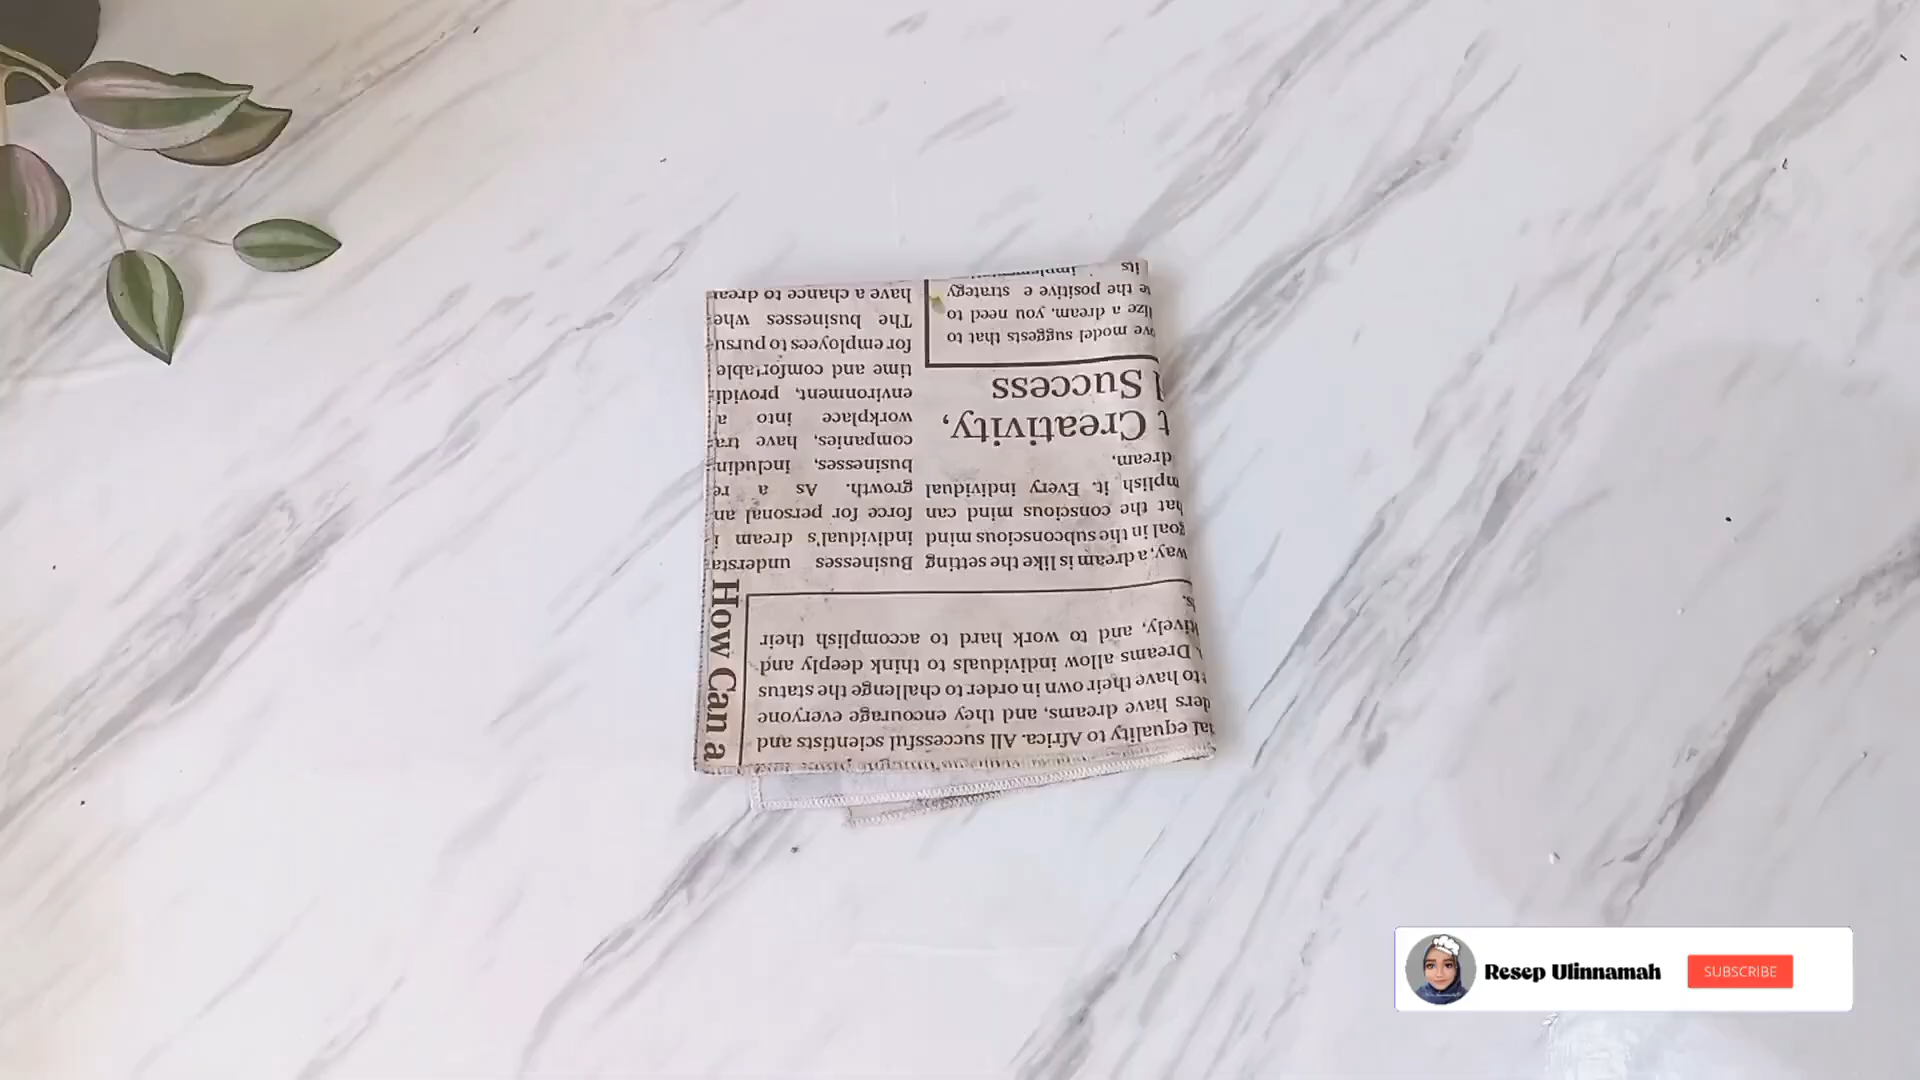 equality to Africa. All successful scientists and
ders have dreams, and they encourage everyone
to have their own in order to challenge the status
. Dreams allow individuals to think deeply and
tively, and to work hard to accomplish their
How Can a
way, a dream is like the setting
goal in the subconscious mind
hat the conscious mind can
mplish it. Every individual
dream.
t Creativity,
d Success
ve model suggests that to
lize a dream, you need to
te the positive e strategy
its
Businesses understa
individual's dream i
force for personal an
growth. As a re
businesses, includin
companies, have tra
workplace into a
environment, providi
time and comfortable
for employees to pursu
The businesses whe
have a chance to drea
Resep Ulinnamah
SUBSCRIBE